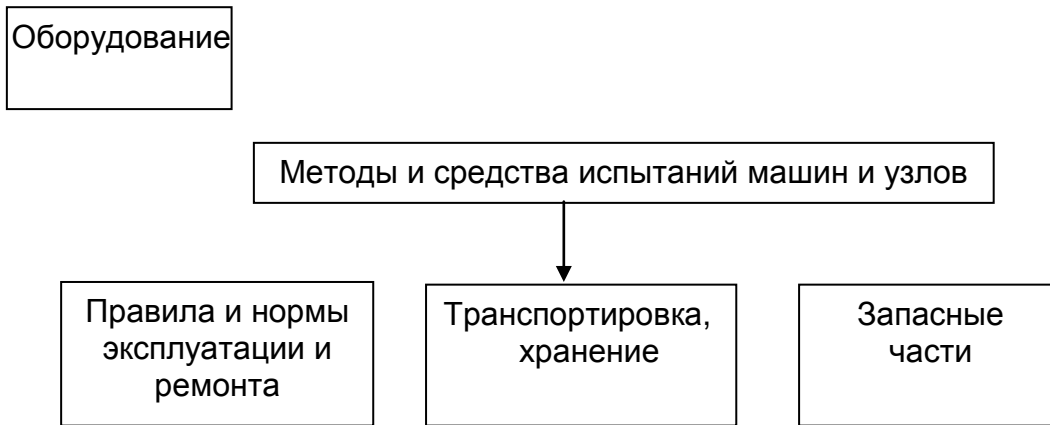 Оборудование
Методы и средства испытаний машин и узлов
Правила и нормы
эксплуатации и
ремонта
Транспортировка,
хранение
Запасные
части